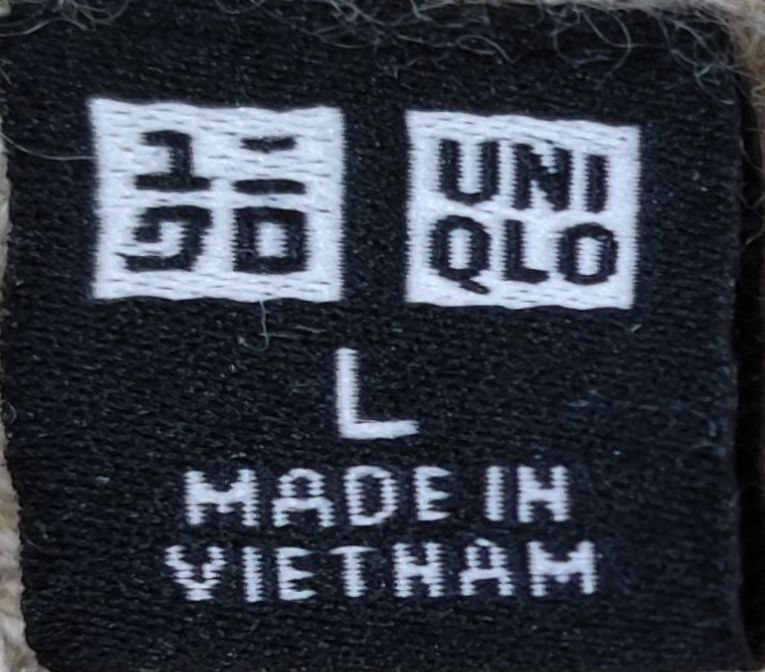 ユニ UNI
クロ QLO
L
MADE IN
VIETNAM